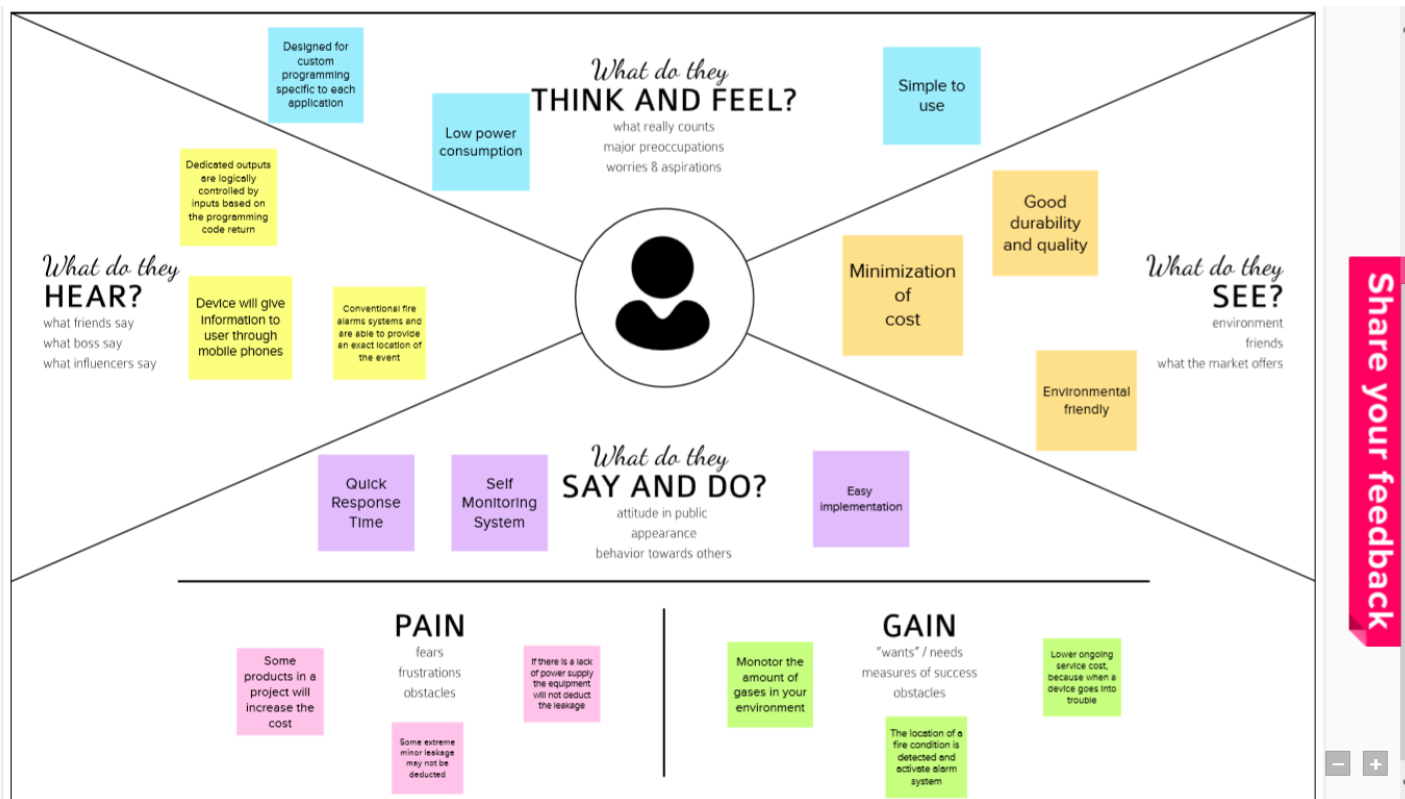 Designed for
custom
programming
specific to each
application
Low power
consumption
What do they
THINK AND FEEL?
what really counts
major preoccupations
worries & aspirations
Simple to
use
Dedicated outputs
are logically
controlled by
inputs based on
the programming
code return
What do they
HEAR?
what friends say
what boss say
what influencers say
Device will give
information to
user through
mobile phones
Conventional fire
alarms systems and
are able to provide
an exact location of
the event
Good
durability
and quality
Minimization
of
cost
What do they
SEE?
environment
friends
what the market offers
Environmental
friendly
Quick
Response
Time
Self
Monitoring
System
What do they
SAY AND DO?
attitude in public
appearance
behavior towards others
Easy
implementation
PAIN
fears
frustrations
obstacles
Some
products in a
project will
increase the
cost
Some extreme
minor leakage
may not be
deducted
If there is a lack
of power supply
the equipment
will not deduct
the leakage
GAIN
"wants" / needs
measures of success
obstacles
Monotor the
amount of
gases in your
environment
The location of a
fire condition is
detected and
activate alarm
system
Lower ongoing
service cost,
because when a
device goes into
trouble
Share your feedback